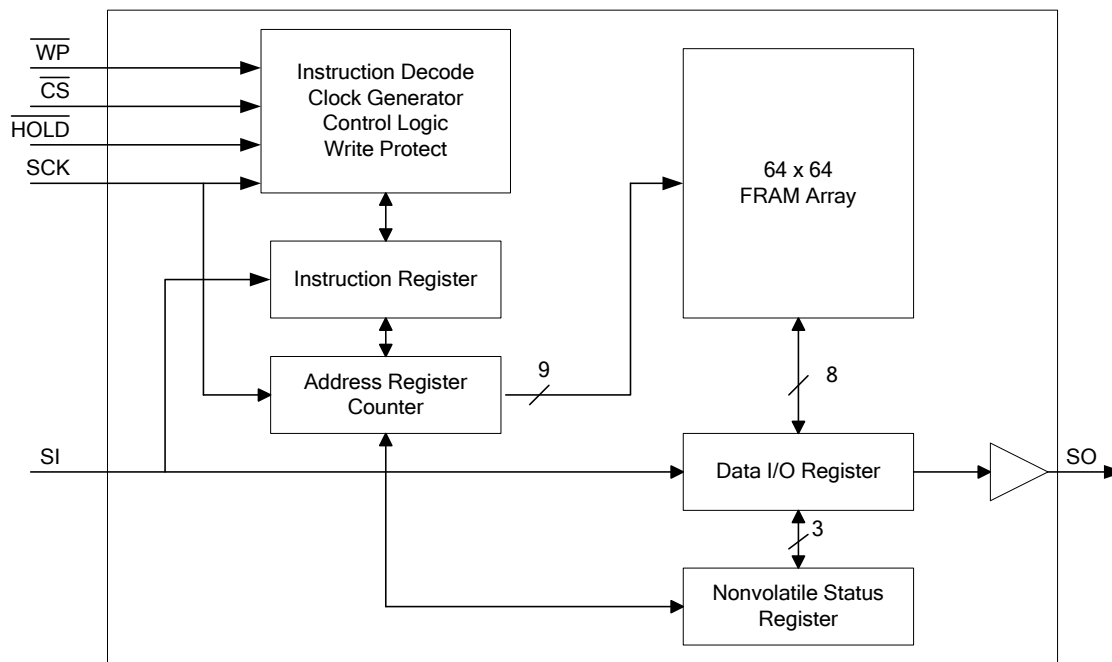 WP
CS
HOLD
SCK
Instruction Decode
Clock Generator
Control Logic
Write Protect
64 x 64
FRAM Array
Instruction Register
Address Register
Counter
9
8
SI
Data I/O Register
SO
3
Nonvolatile Status
Register